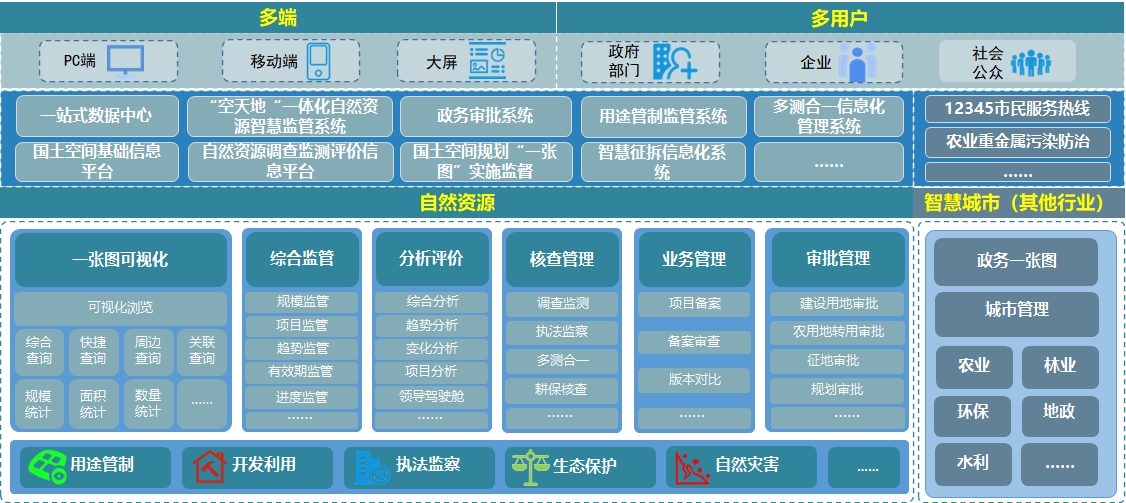 多端
多用户
PC端
移动端
大屏
政府
部门
企业
社会
公众
一站式数据中心
“空天地“一体化自然资
源智慧监管系统
政务审批系统
用途管制监管系统
多测合一信息化
管理系统
12345市民服务热线
国土空间基础信息
平台
自然资源调查监测评价信
息平台
国土空间规划“一张
图”实施监督
智慧征拆信息化系
统
......
农业重金属污染防治
......
自然资源
智慧城市（其他行业）
一张图可视化
可视化浏览
综合
查询
快捷
查询
周边
查询
关联
查询
规模
统计
面积
统计
数量
统计
......
综合监管
规模监管
项目监管
趋势监管
有效期监管
进度监管
......
分析评价
综合分析
趋势分析
变化分析
项目分析
领导驾驶舱
......
核查管理
调查监测
执法监察
多测合一
耕保核查
......
业务管理
项目备案
备案审查
版本对比
......
审批管理
建设用地审批
农用地转用审批
征地审批
规划审批
......
政务一张图
城市管理
农业
林业
环保
地政
水利
......
用途管制
开发利用
执法监察
生态保护
自然灾害
......